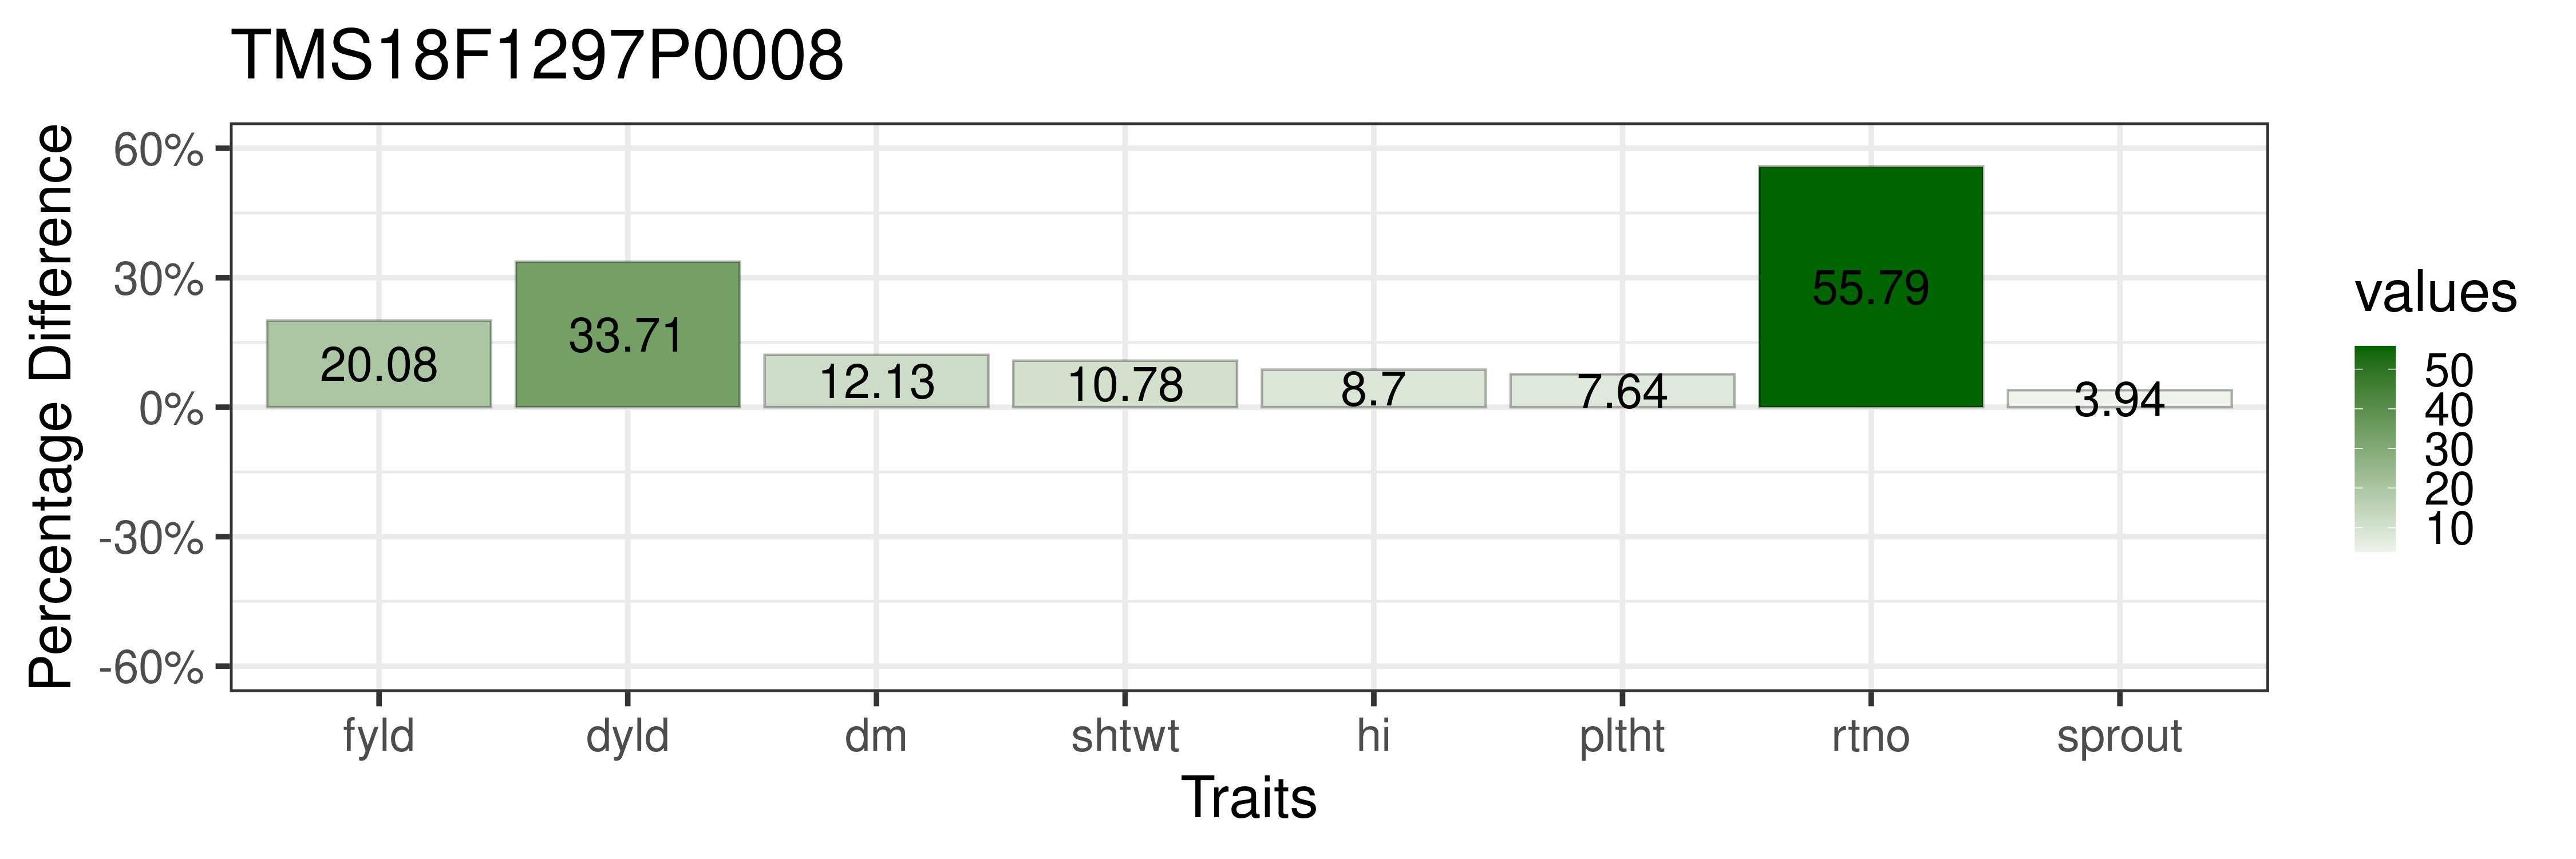 TMS18F1297P0008
Percentage Difference
60%
30%
0%
-30%
-60%
20.08
33.71
12.13
10.78
8.7
7.64
55.79
3.94
fyld
dyld
dm
shtwt
hi
pltht
rtno
sprout
Traits
values
50
40
30
20
10